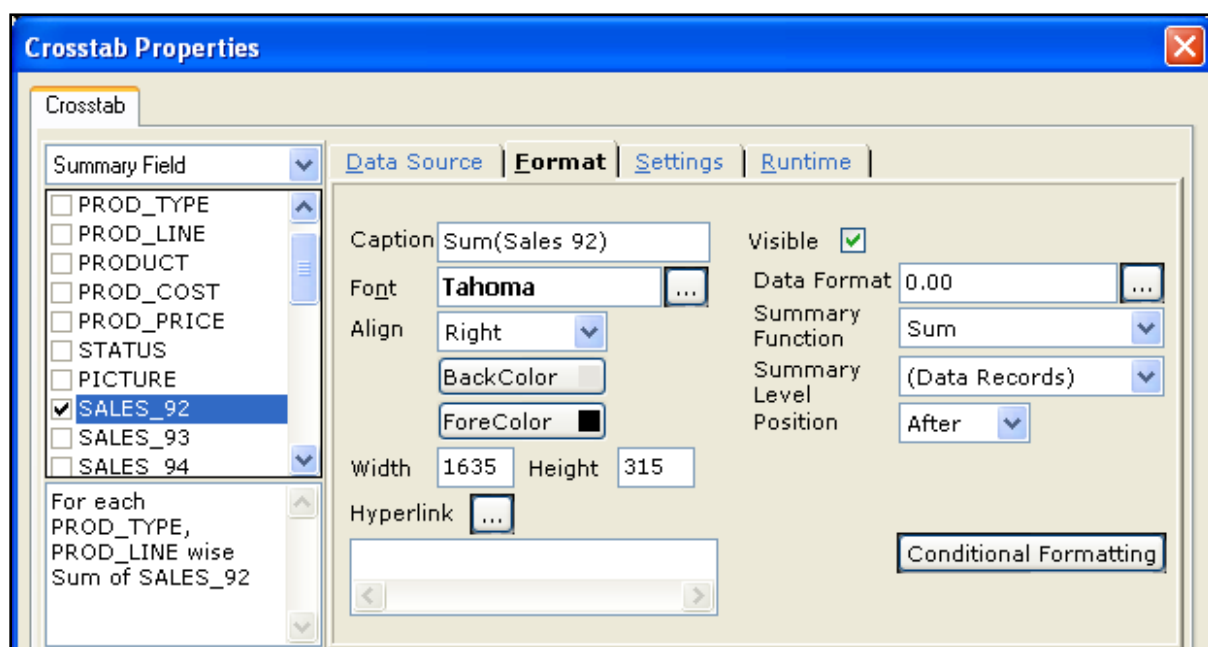 Crosstab Properties
Crosstab
Summary Field
PROD_TYPE
PROD_LINE
PRODUCT
PROD_COST
PROD_PRICE
STATUS
PICTURE
SALES_92
SALES_93
SALES_94
For each
PROD_TYPE,
PROD_LINE wise
Sum of SALES_92
Data Source Format Settings Runtime
Caption Sum(Sales 92)
Font Tahoma ...
Align Right
BackColor
ForeColor
Width 1635 Height 315
Hyperlink ...
Visible
Data Format 0.00 ...
Summary
Function Sum
Summary
Level (Data Records)
Position After
Conditional Formatting